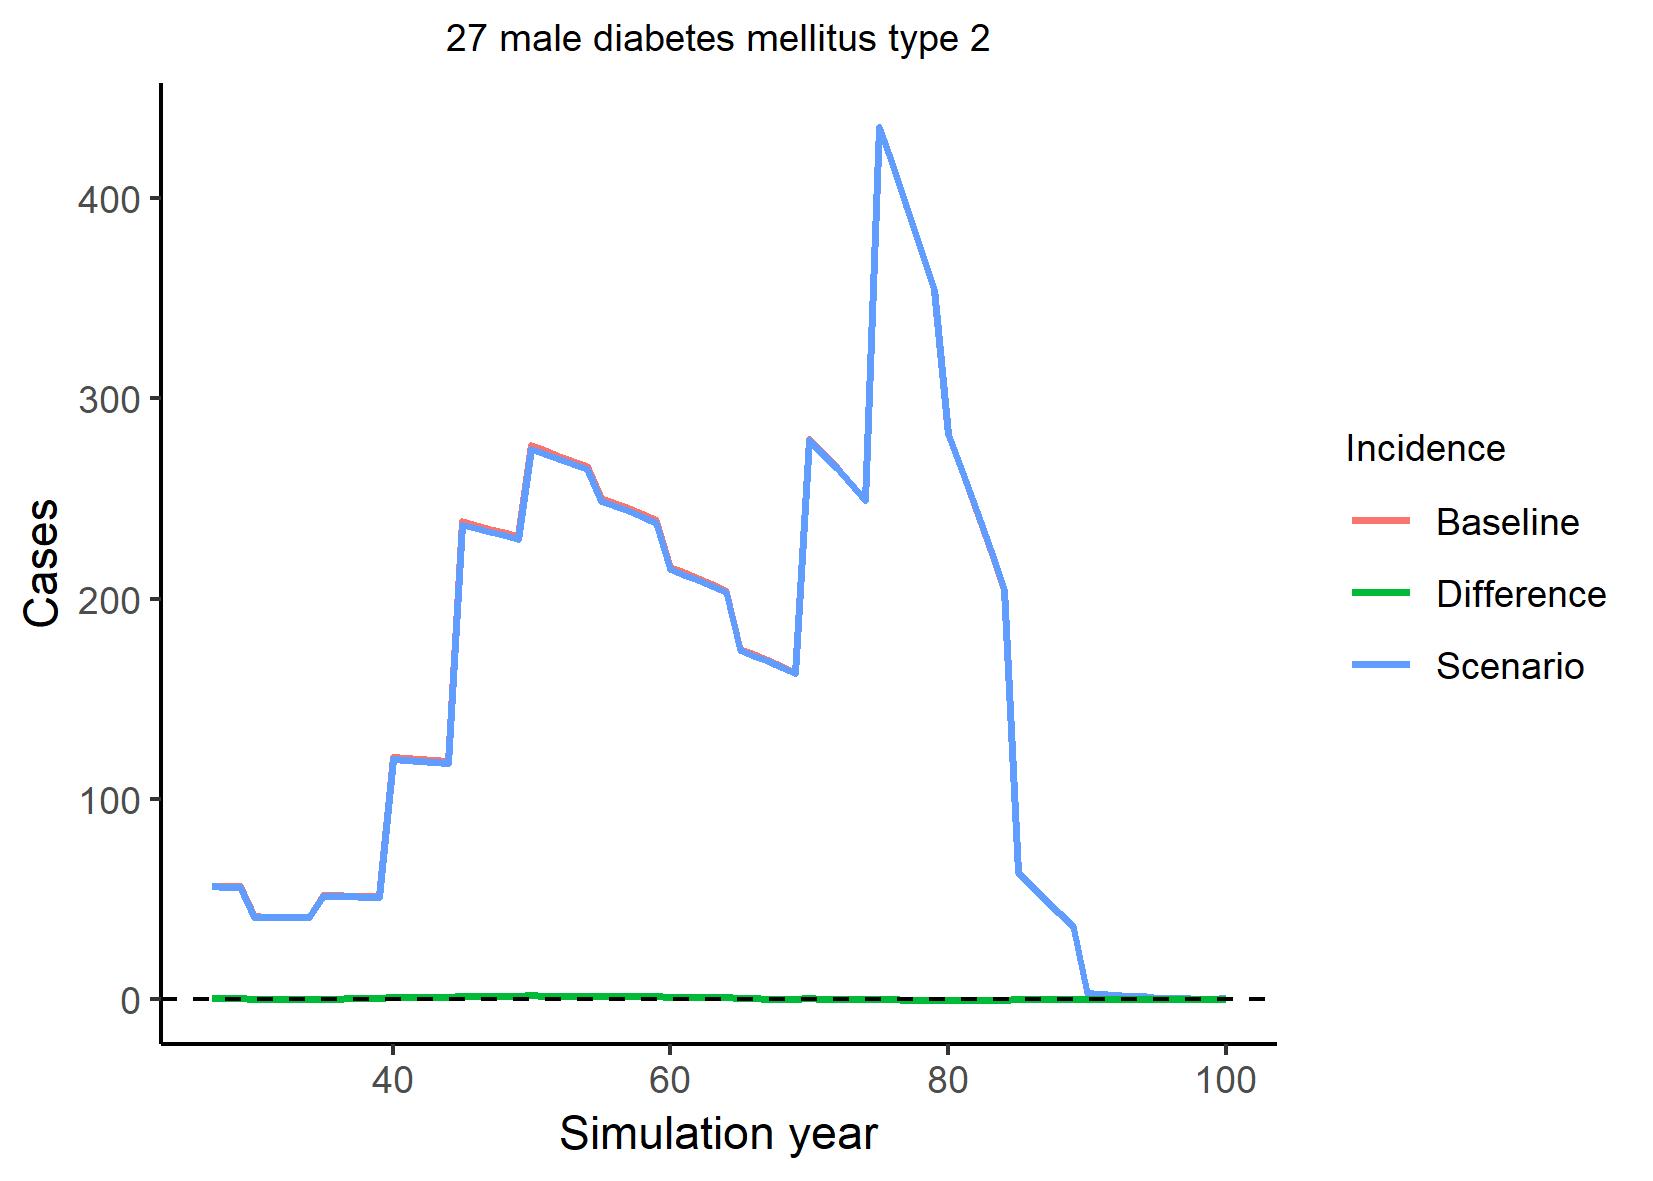 27 male diabetes mellitus type 2
Cases
400
300
200
100
0
40 60 80 100
Simulation year
Incidence
Baseline
Difference
Scenario